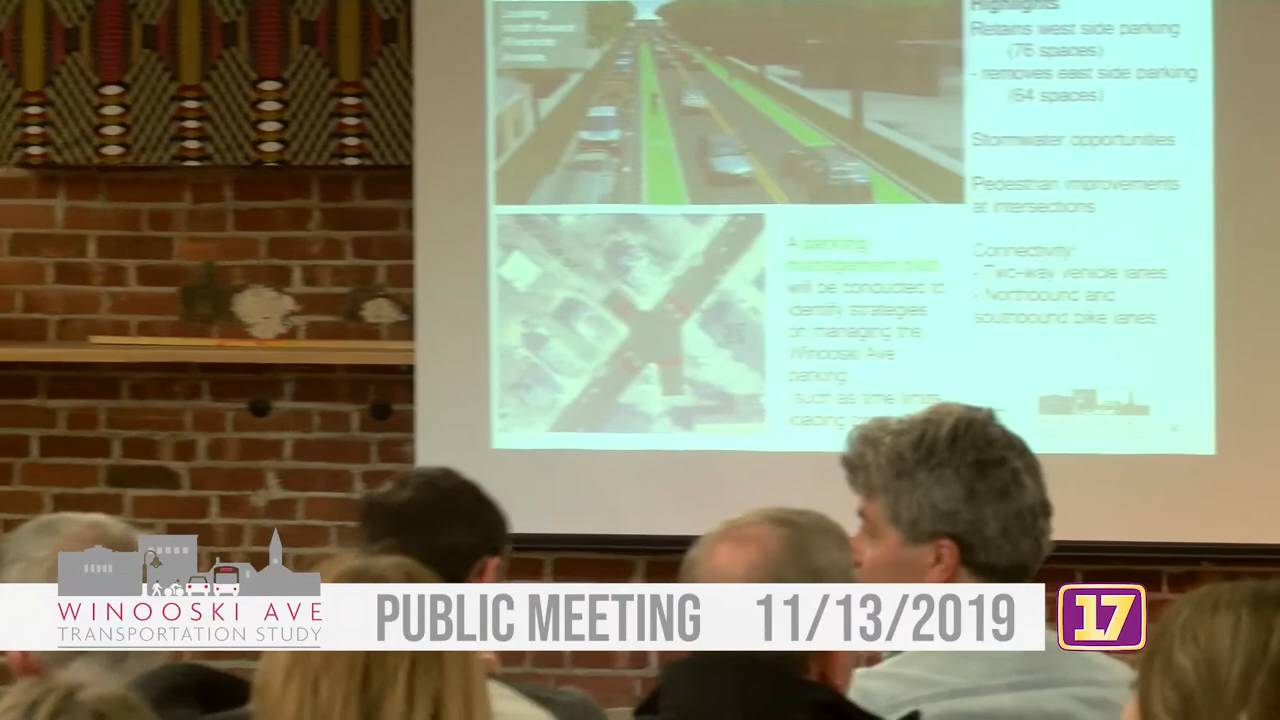 Highlights
Retains west side parking
(76 spaces)
- removes east side parking
(64 spaces)
Stormwater opportunities
Pedestrian improvements
at intersections
Connectivity:
- Two-way vehicle lanes
- Northbound and
southbound bike lanes
A parking
management plan
will be conducted to
identify strategies
on managing the
Winooski Ave
parking
such as time limits,
loading
WINOOSKI AVE
TRANSPORTATION STUDY
PUBLIC MEETING 11/13/2019
17